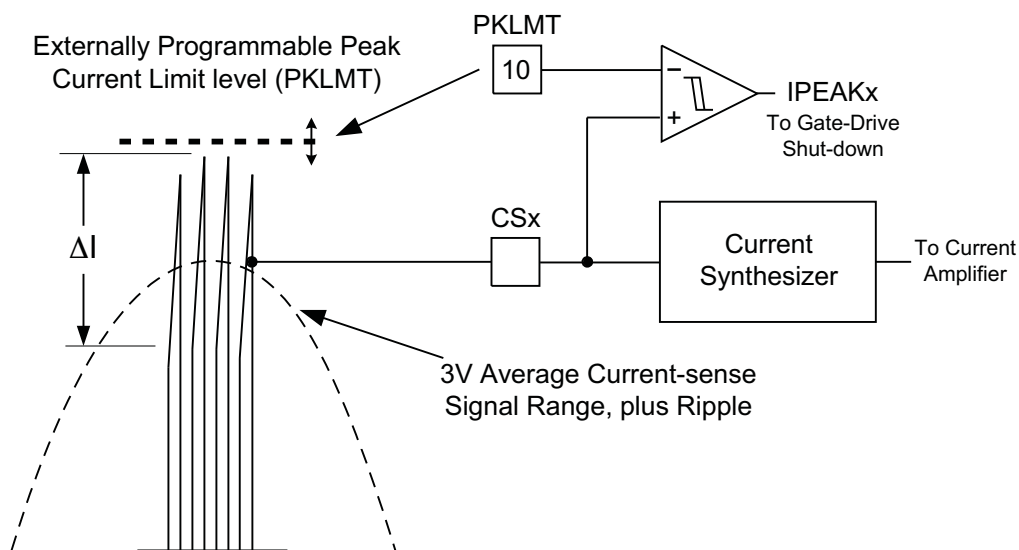 Externally Programmable Peak
Current Limit level (PKLMT)
PKLMT
10
−
+
IPEAKx
To Gate-Drive
Shut-down
ΔI
CSx
Current
Synthesizer
To Current
Amplifier
3V Average Current-sense
Signal Range, plus Ripple